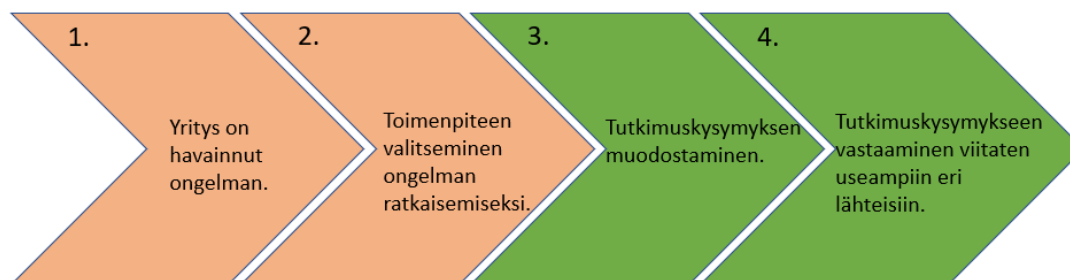 1.
Yritys on
havainnut
ongelman.
2.
Toimenpiteen
valitseminen
ongelman
ratkaisemiseksi.
3.
Tutkimuskysymyksen
muodostaminen.
4.
Tutkimuskysymykseen
vastaaminen viitaten
useampiin eri
lähteisiin.